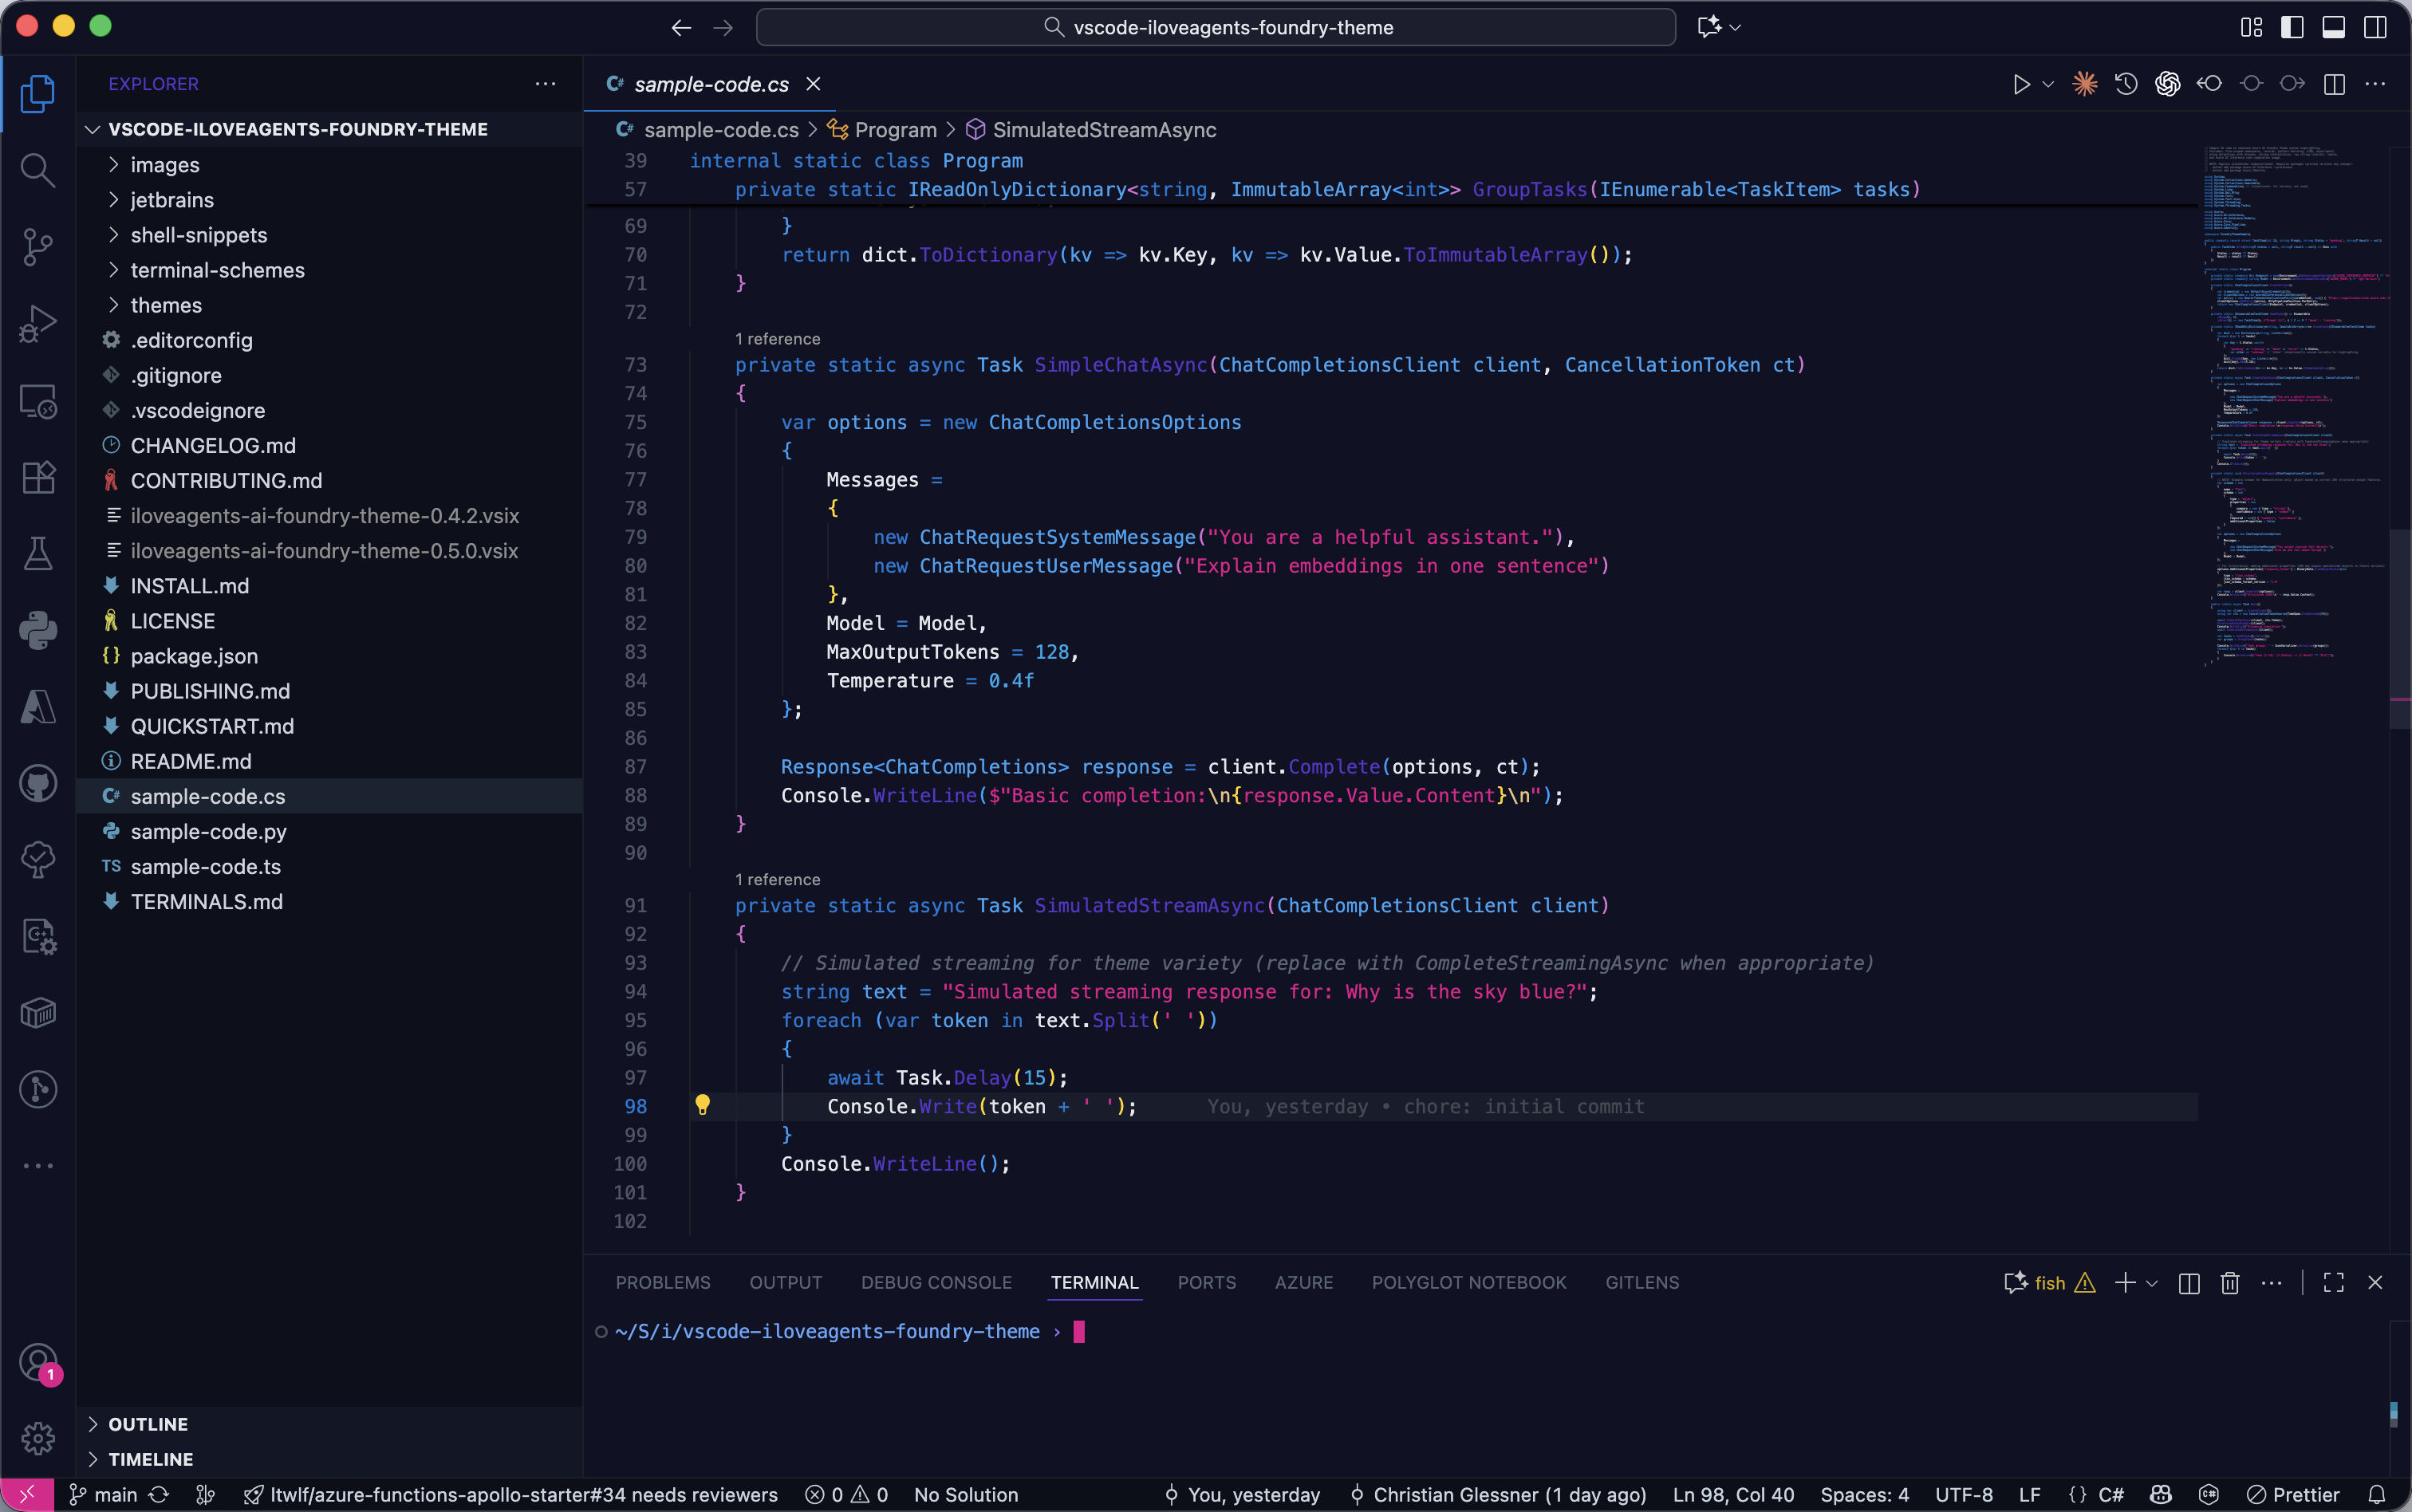 vscode-iloveagents-foundry-theme
EXPLORER
VSCODE-ILOVEAGENTS-FOUNDRY-THEME
images
jetbrains
shell-snippets
terminal-schemes
themes
.editorconfig
.gitignore
.vscodeignore
CHANGELOG.md
CONTRIBUTING.md
iloveagents-ai-foundry-theme-0.4.2.vsix
iloveagents-ai-foundry-theme-0.5.0.vsix
INSTALL.md
LICENSE
{} package.json
PUBLISHING.md
QUICKSTART.md
README.md
C# sample-code.cs
sample-code.py
TS sample-code.ts
TERMINALS.md
OUTLINE
TIMELINE
1
C# sample-code.cs
C# sample-code.cs > Program > SimulatedStreamAsync
39 internal static class Program
57 private static IReadOnlyDictionary<string, ImmutableArray<int>> GroupTasks(IEnumerable<TaskItem> tasks)
69 }
70 return dict.ToDictionary(kv => kv.Key, kv => kv.Value.ToImmutableArray());
71 }
72
1 reference
73 private static async Task SimpleChatAsync(ChatCompletionsClient client, CancellationToken ct)
74 {
75 var options = new ChatCompletionsOptions
76 {
77 Messages =
78 {
79 new ChatRequestSystemMessage("You are a helpful assistant."),
80 new ChatRequestUserMessage("Explain embeddings in one sentence")
81 },
82 Model = Model,
83 MaxOutputTokens = 128,
84 Temperature = 0.4f
85 };
86
87 Response<ChatCompletions> response = client.Complete(options, ct);
88 Console.WriteLine($"Basic completion:\n{response.Value.Content}\n");
89 }
90
1 reference
91 private static async Task SimulatedStreamAsync(ChatCompletionsClient client)
92 {
93 // Simulated streaming for theme variety (replace with CompleteStreamingAsync when appropriate)
94 string text = "Simulated streaming response for: Why is the sky blue?";
95 foreach (var token in text.Split(' '))
96 {
97 await Task.Delay(15);
98 Console.Write(token + ' '); You, yesterday • chore: initial commit
99 }
100 Console.WriteLine();
101 }
102
PROBLEMS OUTPUT DEBUG CONSOLE TERMINAL PORTS AZURE POLYGLOT NOTEBOOK GITLENS
fish
~/S/i/vscode-iloveagents-foundry-theme ›
main ltwlf/azure-functions-apollo-starter#34 needs reviewers 0 0 No Solution You, yesterday Christian Glessner (1 day ago) Ln 98, Col 40 Spaces: 4 UTF-8 LF {} C# Prettier